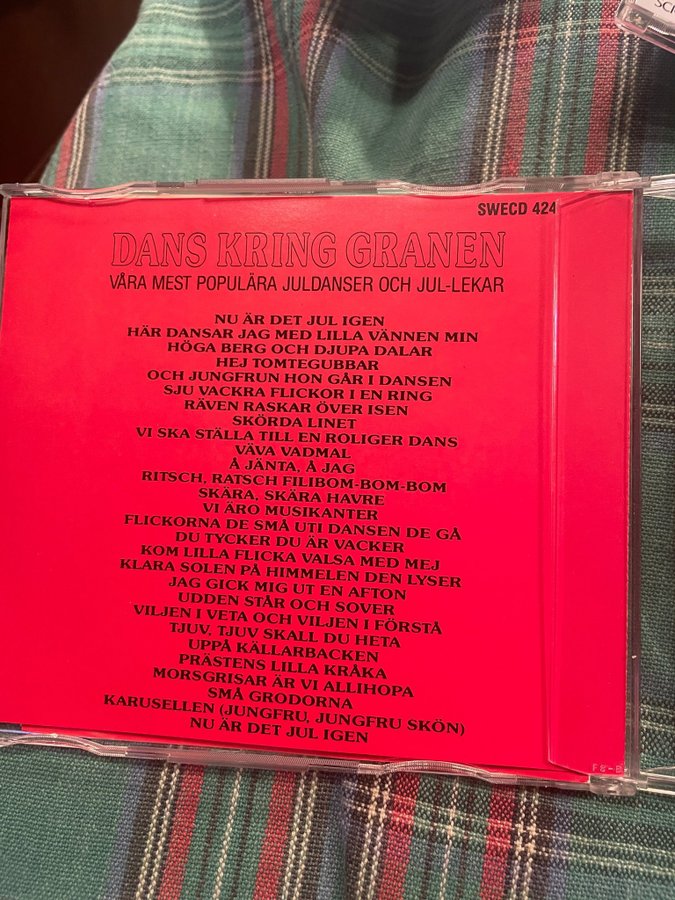 SWECD 424
DANS KRING GRANEN
VÅRA MEST POPULÄRA JULDANSER OCH JUL-LEKAR
NU ÄR DET JUL IGEN
HÄR DANSAR JAG MED LILLA VÄNNEN MIN
HÖGA BERG OCH DJUPA DALAR
HEJ TOMTEGUBBAR
OCH JUNGFRUN HON GÅR I DANSEN
SJU VACKRA FLICKOR I EN RING
RÄVEN RASKAR ÖVER ISEN
SKÖRDA LINET
VI SKA STÄLLA TILL EN ROLIGER DANS
VÄVA VADMAL
Å JÄNTA, Å JAG
RITSCH, RATSCH FILIBOM-BOM-BOM
SKÄRA, SKÄRA HAVRE
VI ÄRO MUSIKANTER
FLICKORNA DE SMÅ UTI DANSEN DE GÅ
DU TYCKER DU ÄR VACKER
KOM LILLA FLICKA VALSA MED MEJ
KLARA SOLEN PÅ HIMMELEN DEN LYSER
JAG GICK MIG UT EN AFTON
UDDEN STÅR OCH SOVER
VILJEN I VETA OCH VILJEN I FÖRSTÅ
TJUV, TJUV SKALL DU HETA
UPPÅ KÄLLARBACKEN
PRÄSTENS LILLA KRÅKA
MORSGRISAR ÄR VI ALLIHOPA
SMÅ GRODORNA
KARUSELLEN (JUNGFRU, JUNGFRU SKÖN)
NU ÄR DET JUL IGEN